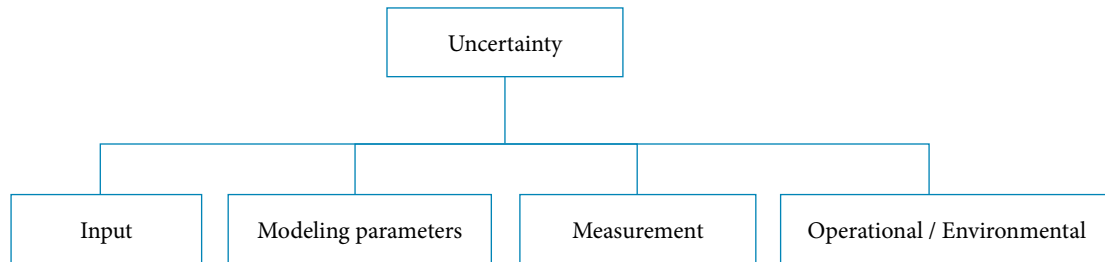 Uncertainty
Input
Modeling parameters
Measurement
Operational / Environmental